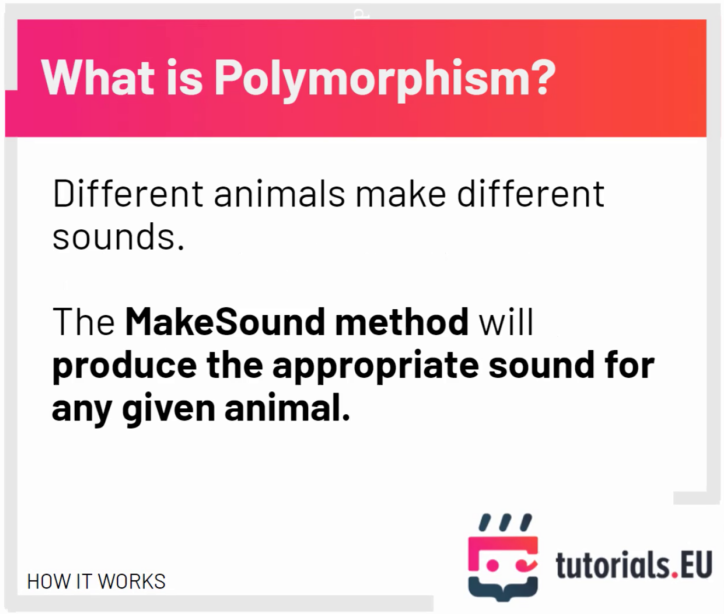 What is Polymorphism?
Different animals make different
sounds.
The MakeSound method will
produce the appropriate sound for
any given animal.
HOW IT WORKS
tutorials.EU